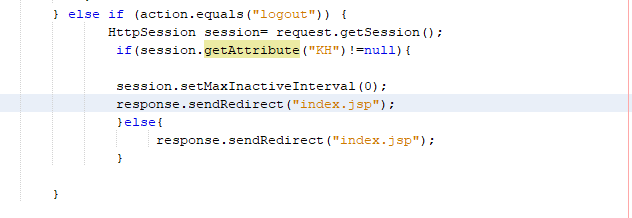 } else if (action.equals("logout")) {
HttpSession session= request.getSession();
if(session.getAttribute("KH")!=null){
session.setMaxInactiveInterval(0);
response.sendRedirect("index.jsp");
}else{
response.sendRedirect("index.jsp");
}
}